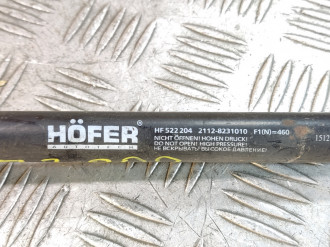 HÖFER®
AUTOTEIL
HF 522 204 2112-8231010 F1(N)=460
NICHT ÖFFNEN! HOHEN DRUCK!
DO NOT OPEN! HIGH PRESSURE!
НЕ ВСКРЫВАТЬ! ВЫСОКОЕ ДАВЛЕНИЕ!